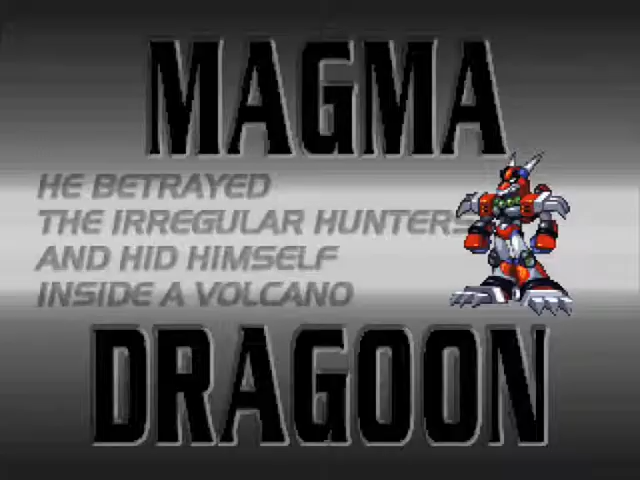 MAGMA
HE BETRAYED
THE IRREGULAR HUNTERS
AND HID HIMSELF
INSIDE A VOLCANO
DRAGOON